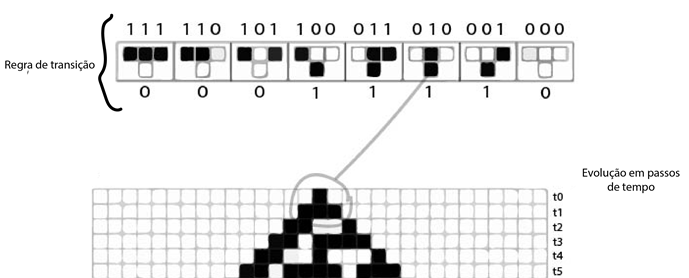 111 110 101 100 011 010 001 000
Regra de transição
0 0 0 1 1 1 1 0
Evolução em passos
de tempo
t0
t1
t2
t3
t4
t5